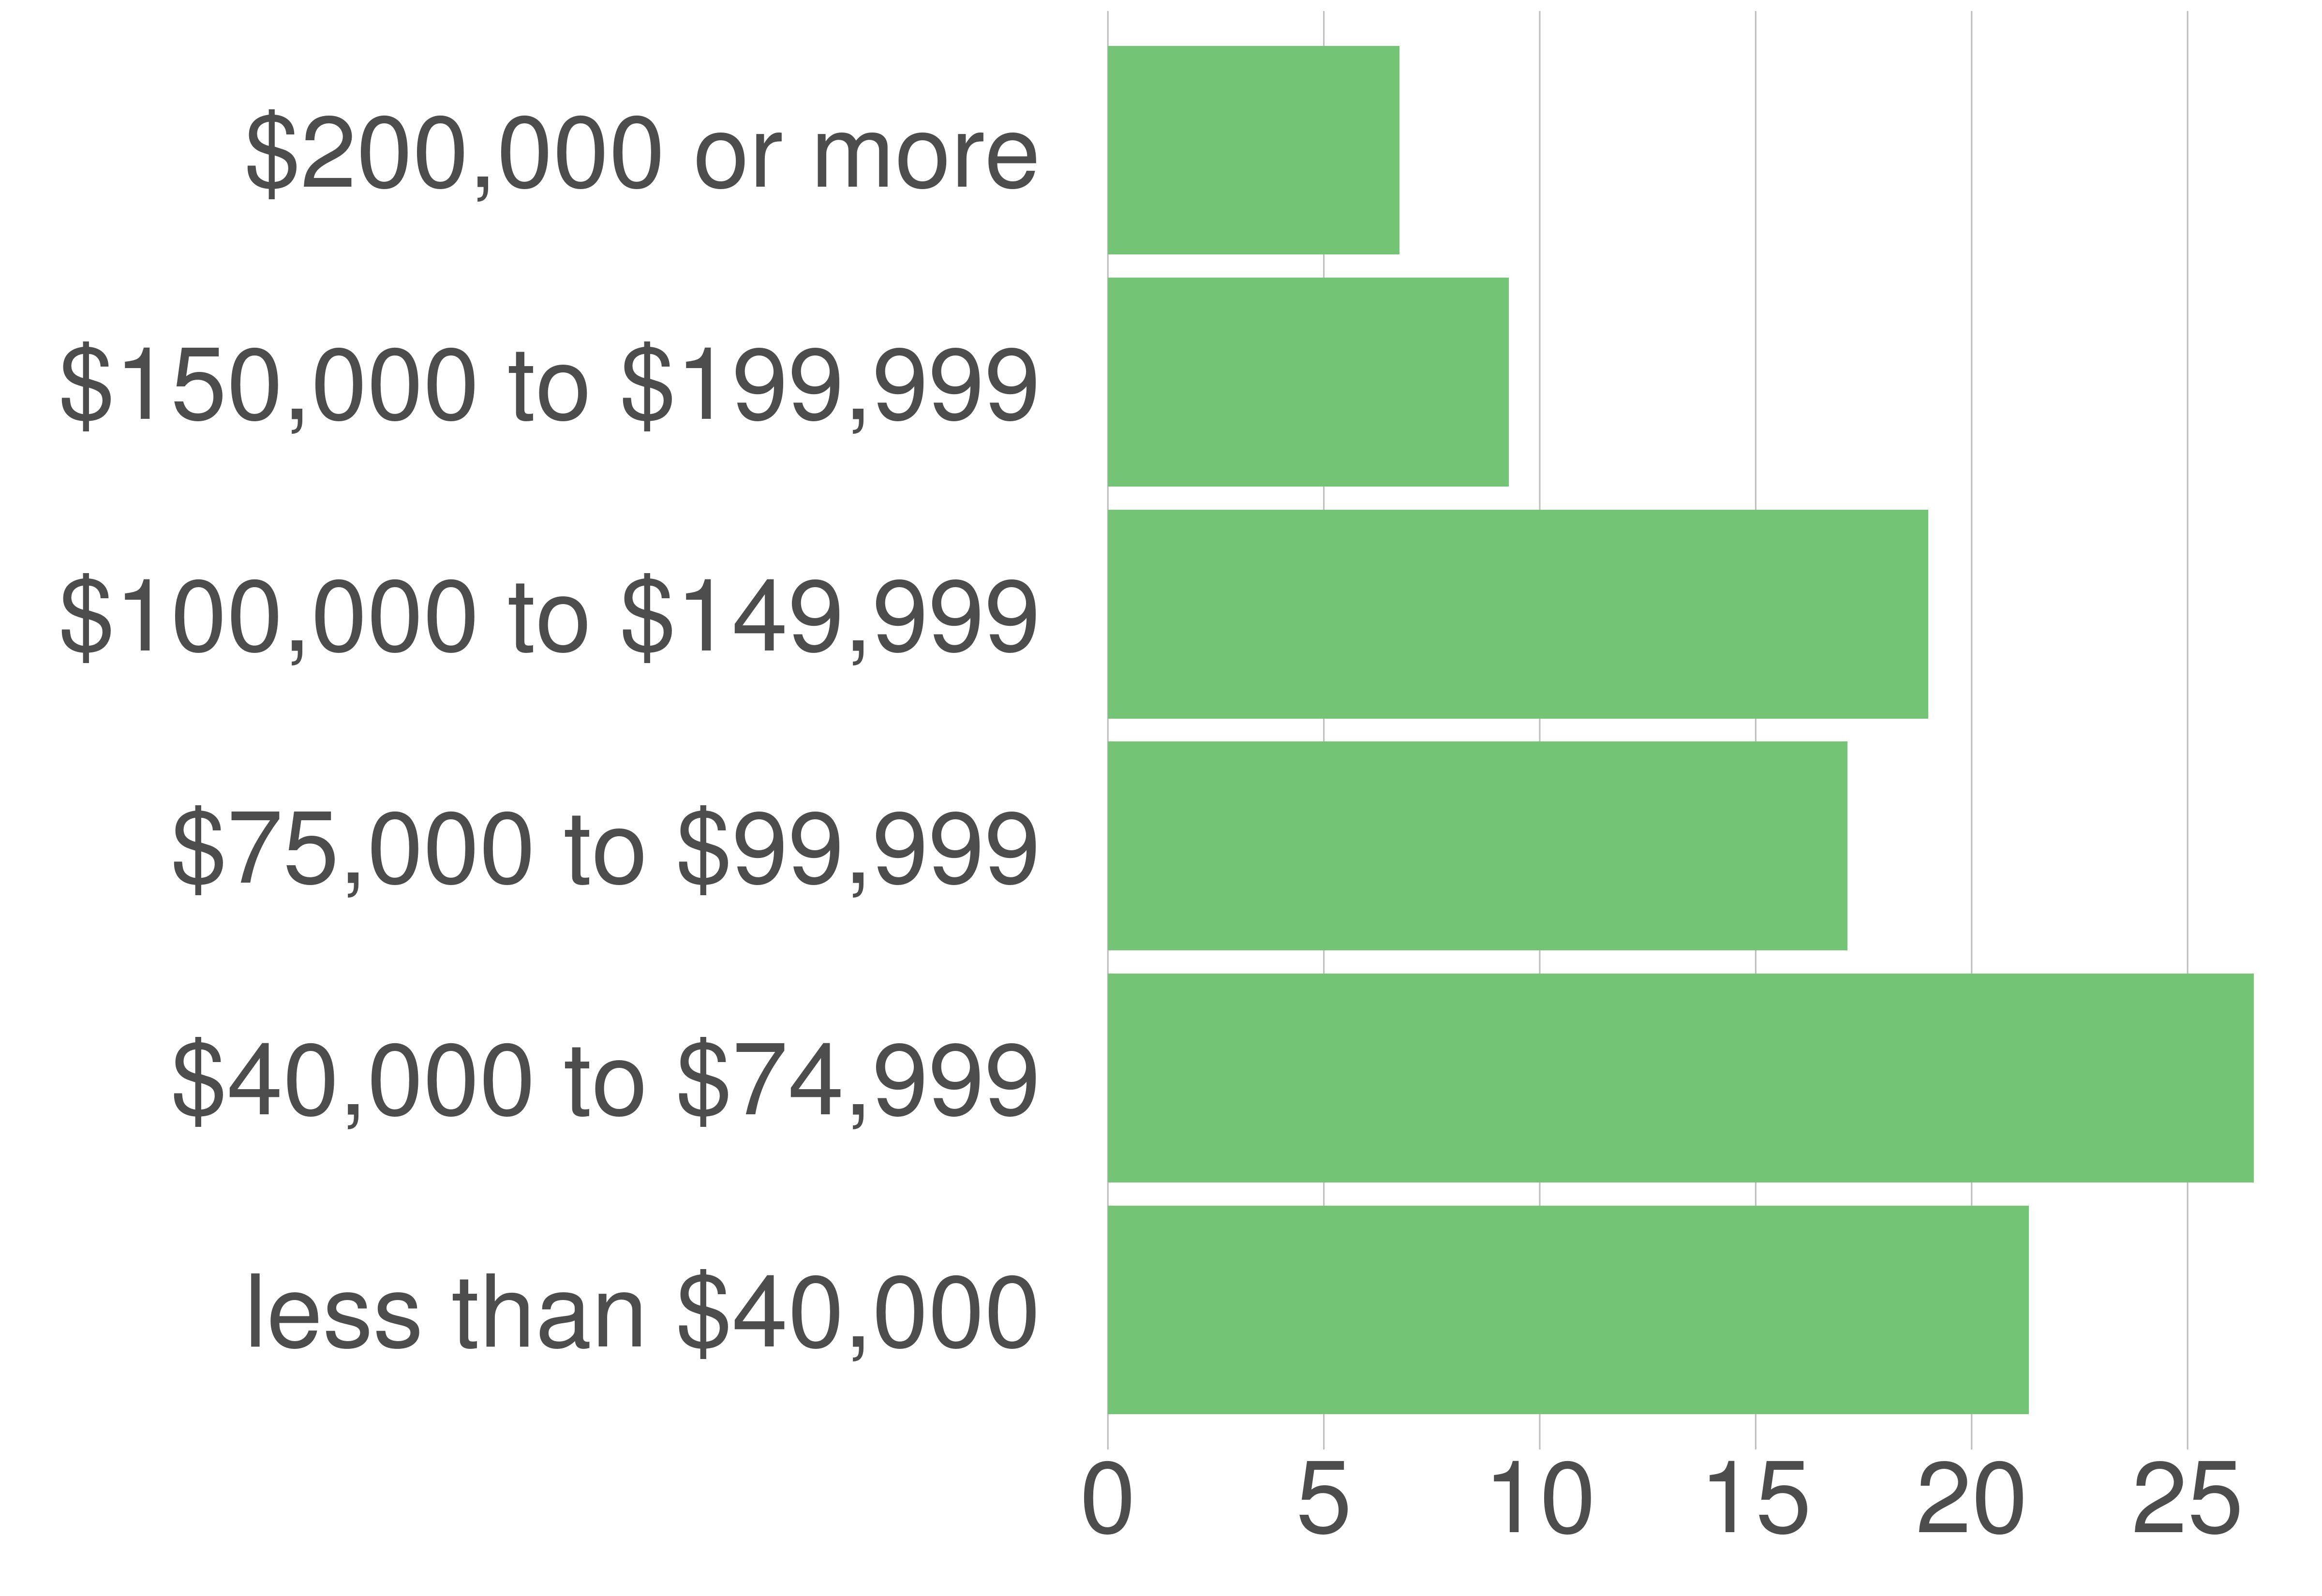 $200,000 or more
$150,000 to $199,999
$100,000 to $149,999
$75,000 to $99,999
$40,000 to $74,999
less than $40,000
0 5 10 15 20 25